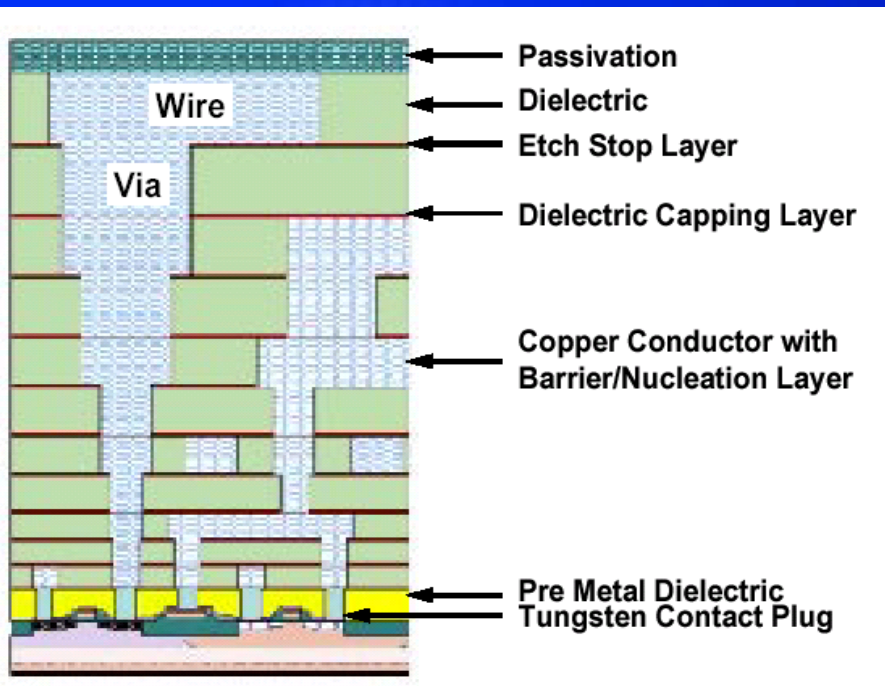 Passivation
Wire
Dielectric
Etch Stop Layer
Via
Dielectric Capping Layer
Copper Conductor with
Barrier/Nucleation Layer
Pre Metal Dielectric
Tungsten Contact Plug